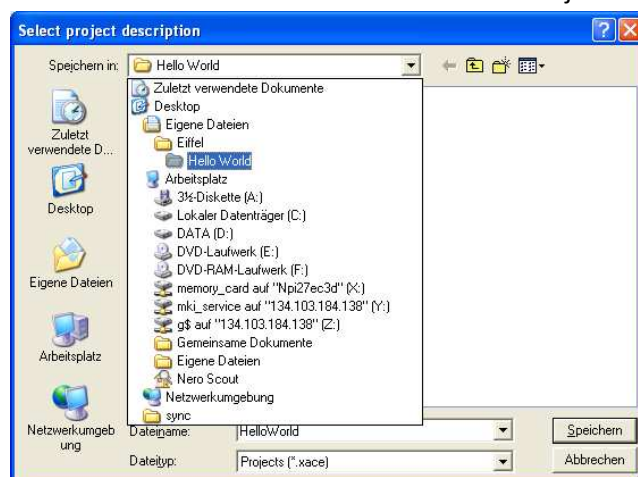 Select project description
Speichern in:
Hello World
Zuletzt verwendete Dokumente
Desktop
Eigene Dateien
Eiffel
Hello World
Arbeitsplatz
3½-Diskette (A:)
Lokaler Datenträger (C:)
DATA (D:)
DVD-Laufwerk (E:)
DVD-RAM-Laufwerk (F:)
memory_card auf "Npi27ec3d" (X:)
mki_service auf "134.103.184.138" (Y:)
g$ auf "134.103.184.138" (Z:)
Gemeinsame Dokumente
Eigene Dateien
Nero Scout
Netzwerkumgebung
sync
Zuletzt
verwendete D...
Desktop
Eigene Dateien
Arbeitsplatz
Netzwerkumgeb
ung
Dateiname:
HelloWorld
Speichern
Dateityp:
Projects (*.xace)
Abbrechen